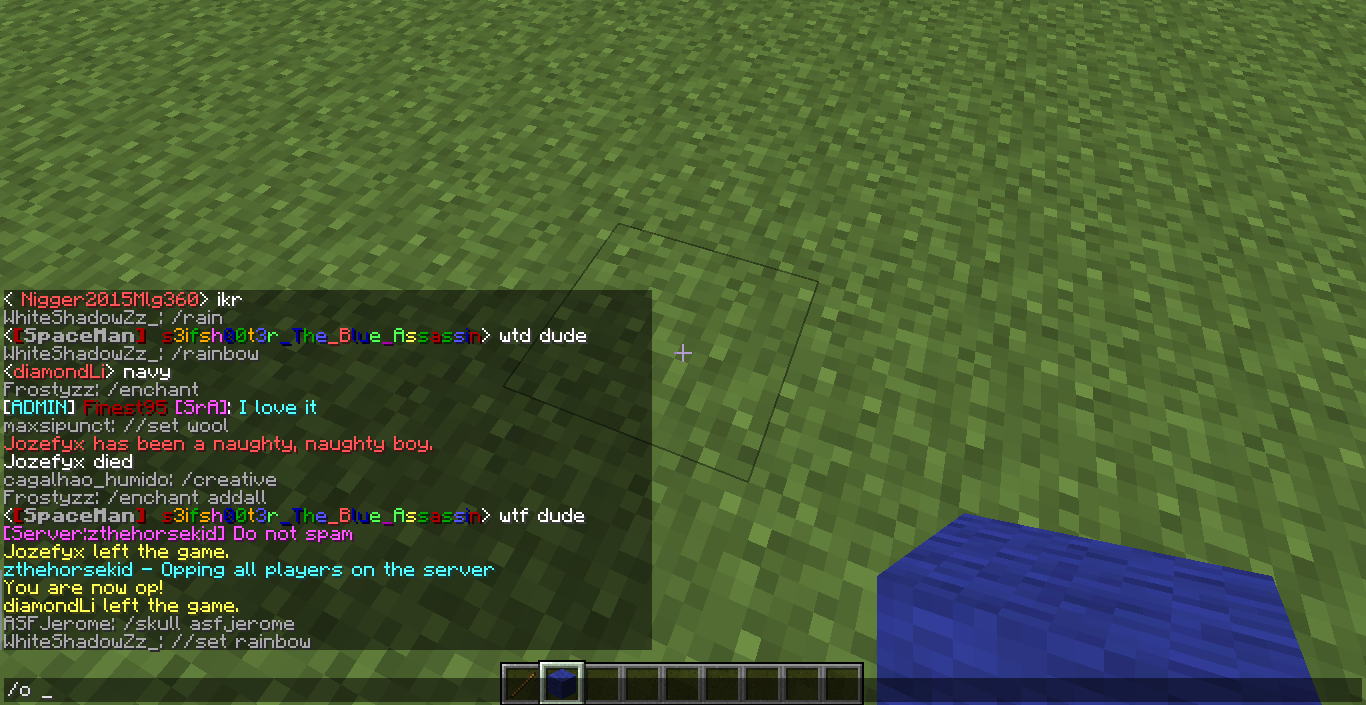 < Nigger2015Mlg360> ikr
WhiteShadowZz_: /rain
<[SpaceMan] s3ifsh00t3r_The_Blue_Assassin> wtd dude
WhiteShadowZz_: /rainbow
<diamondLi> navy
Frostyzz: /enchant
[ADMIN] Finest95 [SrA]: I love it
maxsipunct: //set wool
Jozefyx has been a naughty, naughty boy.
Jozefyx died
cagalhao_humido: /creative
Frostyzz: /enchant addall
<[SpaceMan] s3ifsh00t3r_The_Blue_Assassin> wtf dude
[Server:zthehorsekid] Do not spam
Jozefyx left the game.
zthehorsekid - Opping all players on the server
You are now op!
diamondLi left the game.
ASFJerome: /skull asfjerome
WhiteShadowZz_: //set rainbow
/o _